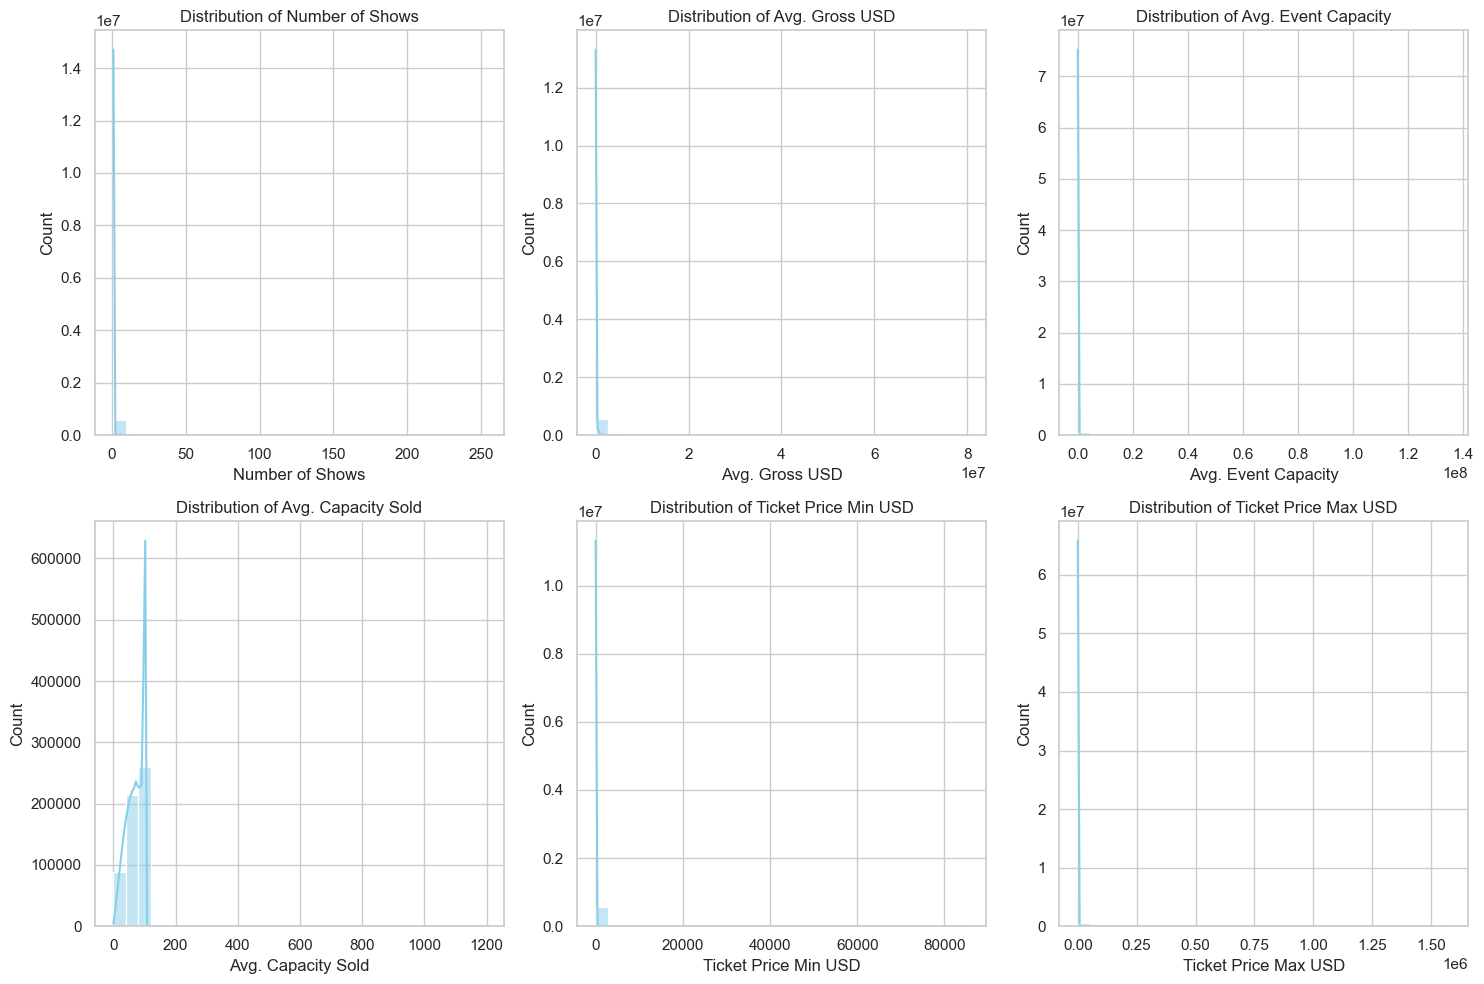 Distribution of Number of Shows
1e7
1.4
1.2
1.0
0.8
0.6
0.4
0.2
0.0
Count
0 50 100 150 200 250
Number of Shows
Distribution of Avg. Gross USD
1e7
1.2
1.0
0.8
0.6
0.4
0.2
0.0
Count
0 2 4 6 8
1e7
Avg. Gross USD
Distribution of Avg. Event Capacity
1e7
7
6
5
4
3
2
1
0
Count
0.0 0.2 0.4 0.6 0.8 1.0 1.2 1.4
1e8
Avg. Event Capacity
Distribution of Avg. Capacity Sold
600000
500000
400000
300000
200000
100000
0
Count
0 200 400 600 800 1000 1200
Avg. Capacity Sold
Distribution of Ticket Price Min USD
1e7
1.0
0.8
0.6
0.4
0.2
0.0
Count
0 20000 40000 60000 80000
Ticket Price Min USD
Distribution of Ticket Price Max USD
1e7
6
5
4
3
2
1
0
Count
0.00 0.25 0.50 0.75 1.00 1.25 1.50
1e6
Ticket Price Max USD